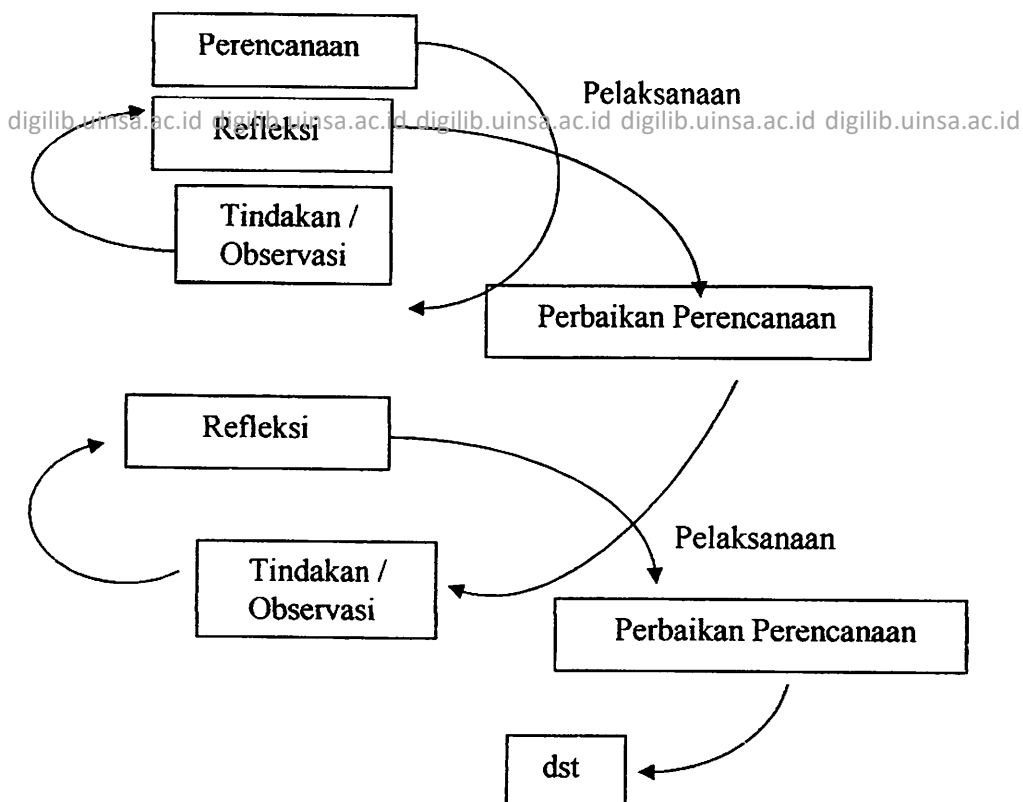 Perencanaan
Pelaksanaan
digilib.uinsa.ac.id digilib.uinsa.ac.id digilib.uinsa.ac.id digilib.uinsa.ac.id digilib.uinsa.ac.id
Refleksi
Tindakan /
Observasi
Perbaikan Perencanaan
Refleksi
Pelaksanaan
Tindakan /
Observasi
Perbaikan Perencanaan
dst